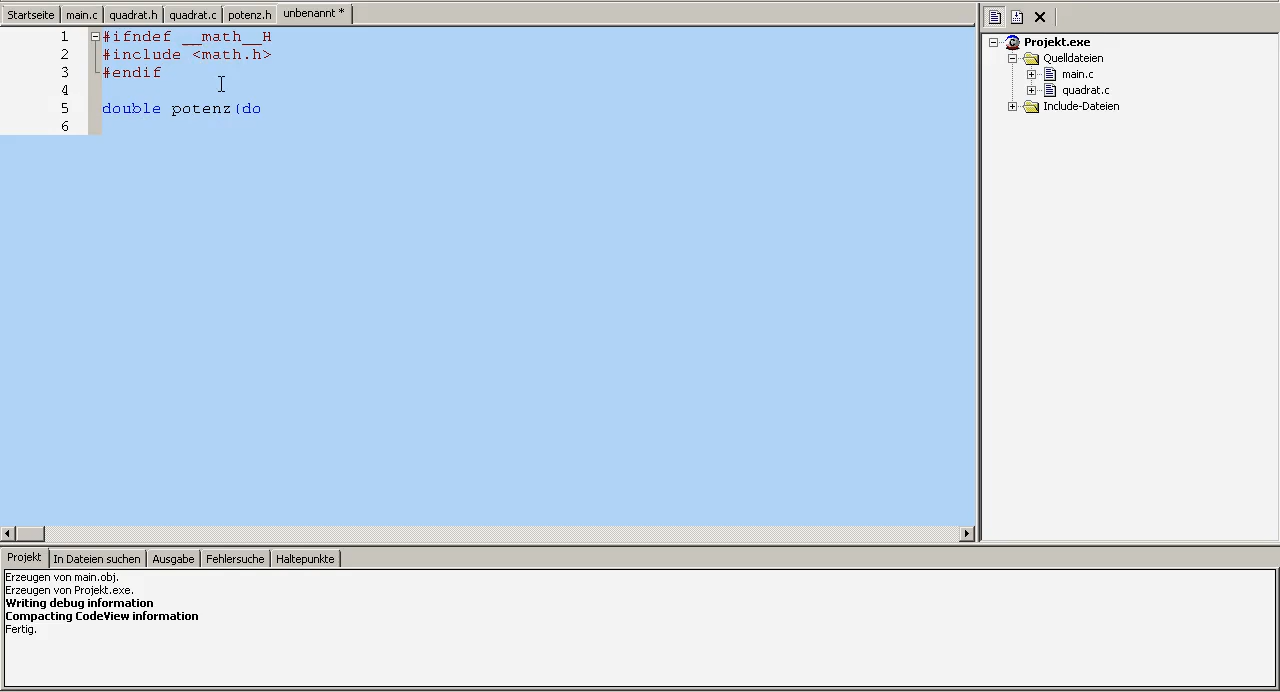 Startseite main.c quadrat.h quadrat.c potenz.h unbenannt *
1 #ifndef __math__H
2 #include <math.h>
3 #endif
4
5 double potenz(do
6
Projekt.exe
Quelldateien
main.c
quadrat.c
Include-Dateien
Projekt In Dateien suchen Ausgabe Fehlersuche Haltepunkte
Erzeugen von main.obj.
Erzeugen von Projekt.exe.
Writing debug information
Compacting CodeView information
Fertig.